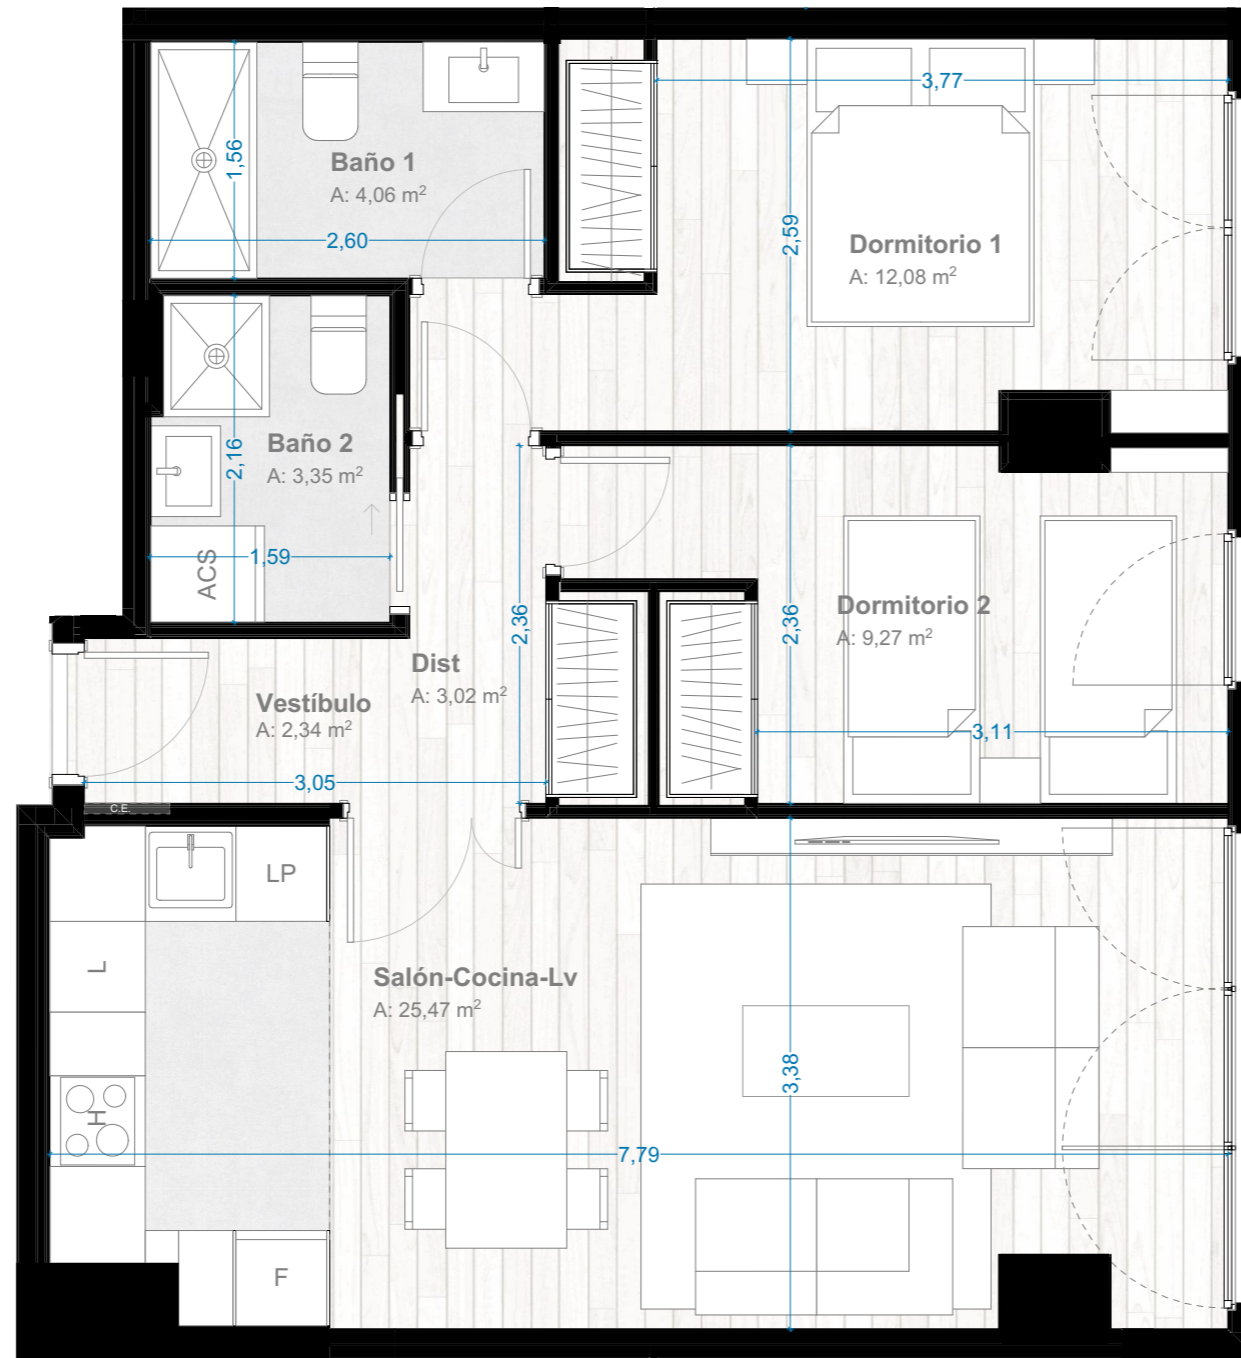 3,77
1,56
Baño 1
A: 4,06 m²
2,60
2,59
Dormitorio 1
A: 12,08 m²
Baño 2
A: 3,35 m²
2,16
1,59
ACS
2,36
Dormitorio 2
A: 9,27 m²
2,36
Dist
A: 3,02 m²
Vestíbulo
A: 2,34 m²
3,11
3,05
C.E.
LP
L
Salón-Cocina-Lv
A: 25,47 m²
3,38
H
7,79
F